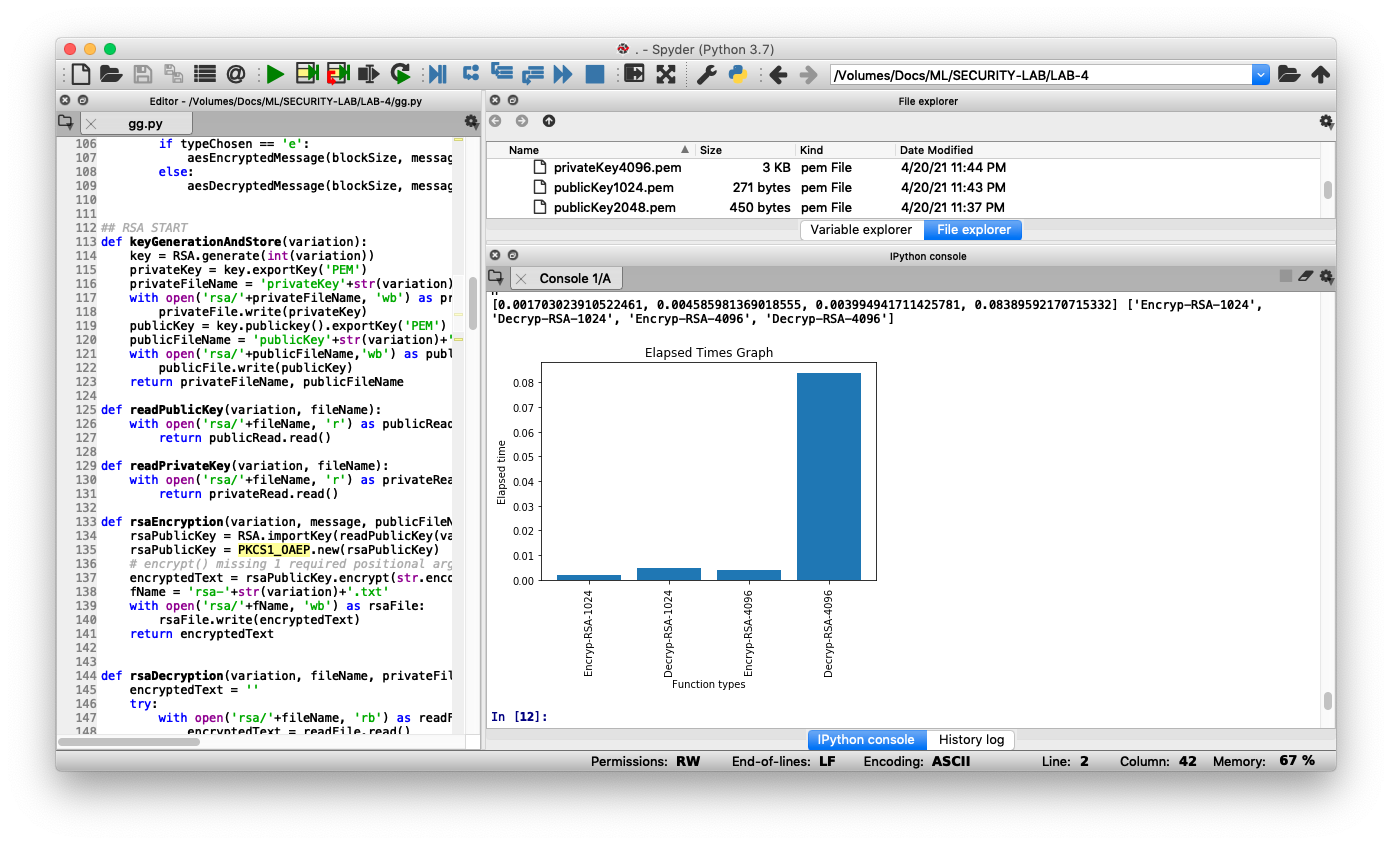 . - Spyder (Python 3.7)
/Volumes/Docs/ML/SECURITY-LAB/LAB-4
Editor - /Volumes/Docs/ML/SECURITY-LAB/LAB-4/gg.py
gg.py
106 if typeChosen == 'e':
107 aesEncryptedMessage(blockSize, messag
108 else:
109 aesDecryptedMessage(blockSize, messag
110
111
112 ## RSA START
113 def keyGenerationAndStore(variation):
114 key = RSA.generate(int(variation))
115 privateKey = key.exportKey('PEM')
116 privateFileName = 'privateKey'+str(variation)
117 with open('rsa/'+privateFileName, 'wb') as pr
118 privateFile.write(privateKey)
119 publicKey = key.publickey().exportKey('PEM')
120 publicFileName = 'publicKey'+str(variation)+'
121 with open('rsa/'+publicFileName,'wb') as publ
122 publicFile.write(publicKey)
123 return privateFileName, publicFileName
124
125 def readPublicKey(variation, fileName):
126 with open('rsa/'+fileName, 'r') as publicRead
127 return publicRead.read()
128
129 def readPrivateKey(variation, fileName):
130 with open('rsa/'+fileName, 'r') as privateRea
131 return privateRead.read()
132
133 def rsaEncryption(variation, message, publicFileN
134 rsaPublicKey = RSA.importKey(readPublicKey(va
135 rsaPublicKey = PKCS1_OAEP.new(rsaPublicKey)
136 # encrypt() missing 1 required positional arg
137 encryptedText = rsaPublicKey.encrypt(str.enco
138 fName = 'rsa-'+str(variation)+'.txt'
139 with open('rsa/'+fName, 'wb') as rsaFile:
140 rsaFile.write(encryptedText)
141 return encryptedText
142
143
144 def rsaDecryption(variation, fileName, privateFil
145 encryptedText = ''
146 try:
147 with open('rsa/'+fileName, 'rb') as readF
148 encryptedText = readFile.read()
File explorer
Name Size Kind Date Modified
privateKey4096.pem 3 KB pem File 4/20/21 11:44 PM
publicKey1024.pem 271 bytes pem File 4/20/21 11:43 PM
publicKey2048.pem 450 bytes pem File 4/20/21 11:37 PM
Variable explorer File explorer
IPython console
Console 1/A
[0.001703023910522461, 0.004585981369018555, 0.003994941711425781, 0.08389592170715332] ['Encryp-RSA-1024',
'Decryp-RSA-1024', 'Encryp-RSA-4096', 'Decryp-RSA-4096']
Elapsed Times Graph
Elapsed time
0.08
0.07
0.06
0.05
0.04
0.03
0.02
0.01
0.00
Encryp-RSA-1024
Decryp-RSA-1024
Encryp-RSA-4096
Decryp-RSA-4096
Function types
In [12]:
IPython console History log
Permissions: RW End-of-lines: LF Encoding: ASCII Line: 2 Column: 42 Memory: 67 %